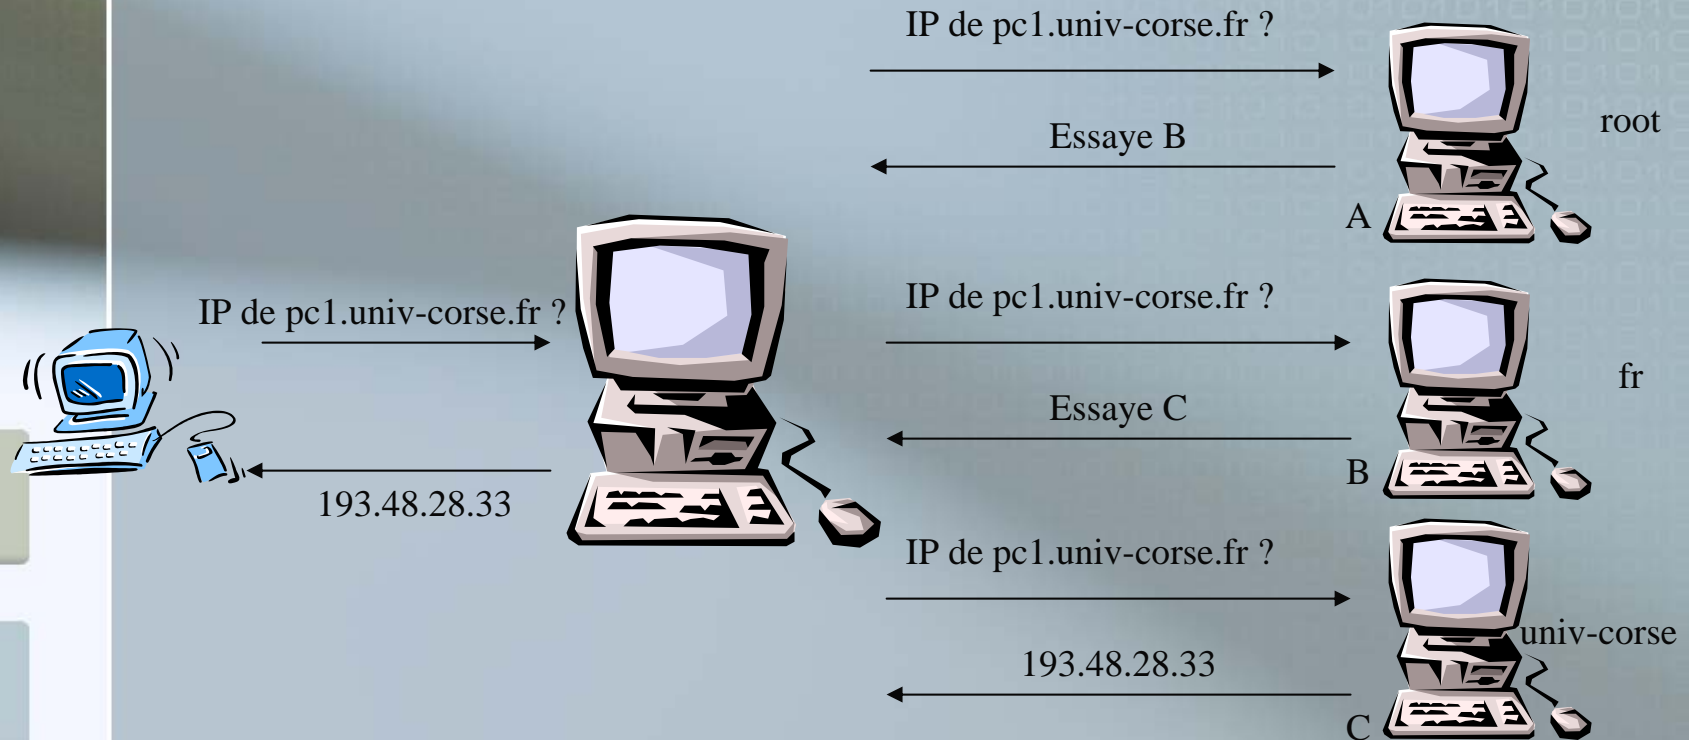 IP de pc1.univ-corse.fr ?
Essaye B
root
A
IP de pc1.univ-corse.fr ?
193.48.28.33
IP de pc1.univ-corse.fr ?
Essaye C
fr
B
IP de pc1.univ-corse.fr ?
193.48.28.33
univ-corse
C